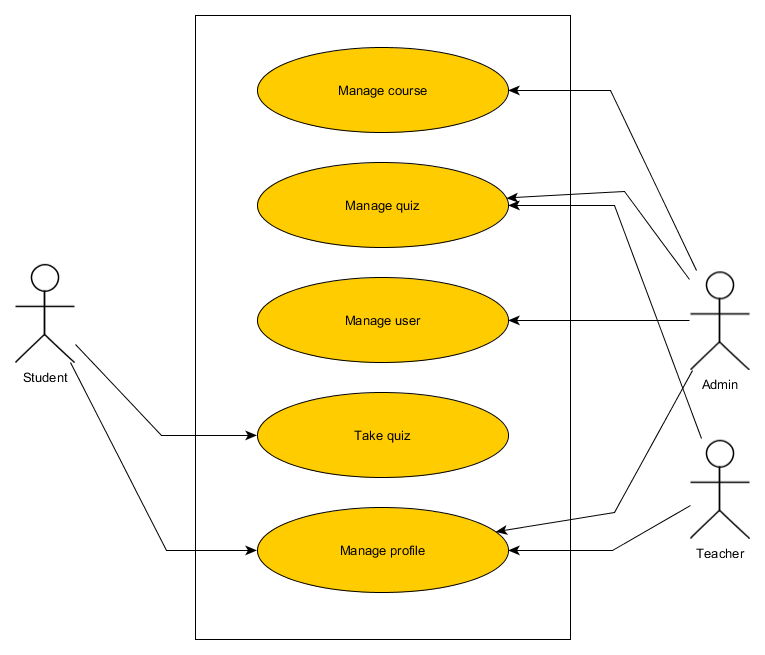 Manage course
Manage quiz
Manage user
Take quiz
Manage profile
Student
Admin
Teacher